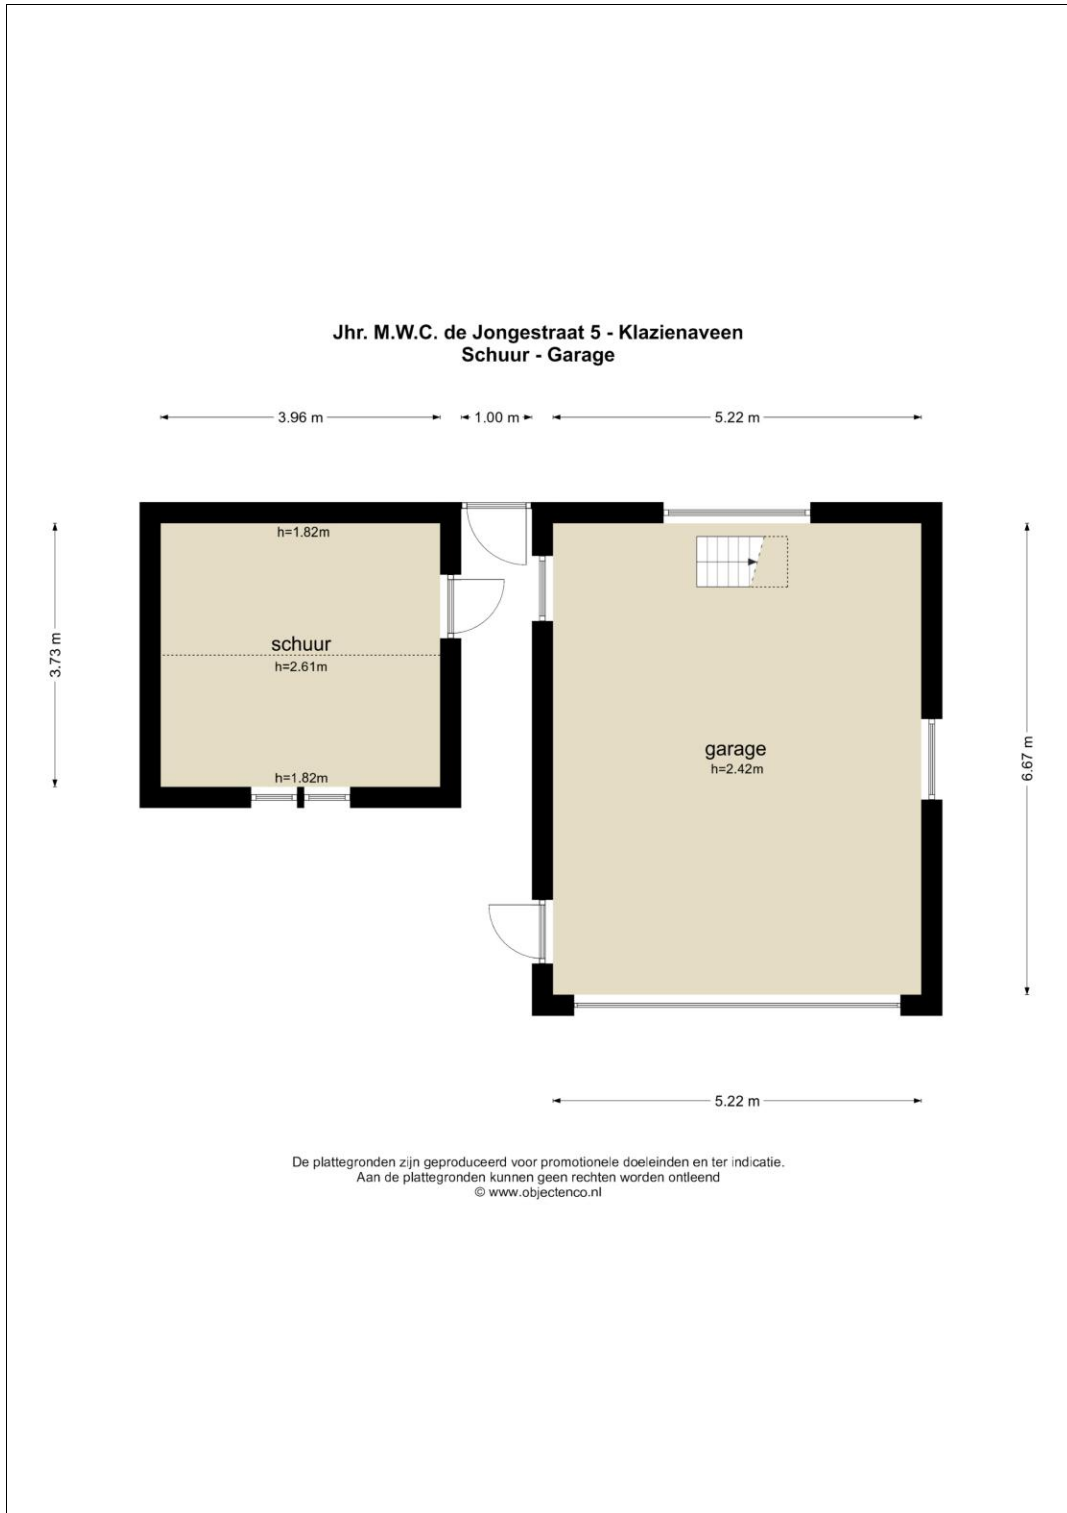 Jhr. M.W.C. de Jongestraat 5 - Klazienaveen
Schuur - Garage
3.96 m
1.00 m
5.22 m
h=1.82m
3.73 m
schuur
h=2.61m
garage
h=2.42m
6.67 m
h=1.82m
5.22 m
De plattegronden zijn geproduceerd voor promotionele doeleinden en ter indicatie.
Aan de plattegronden kunnen geen rechten worden ontleend
© www.objectenco.nl